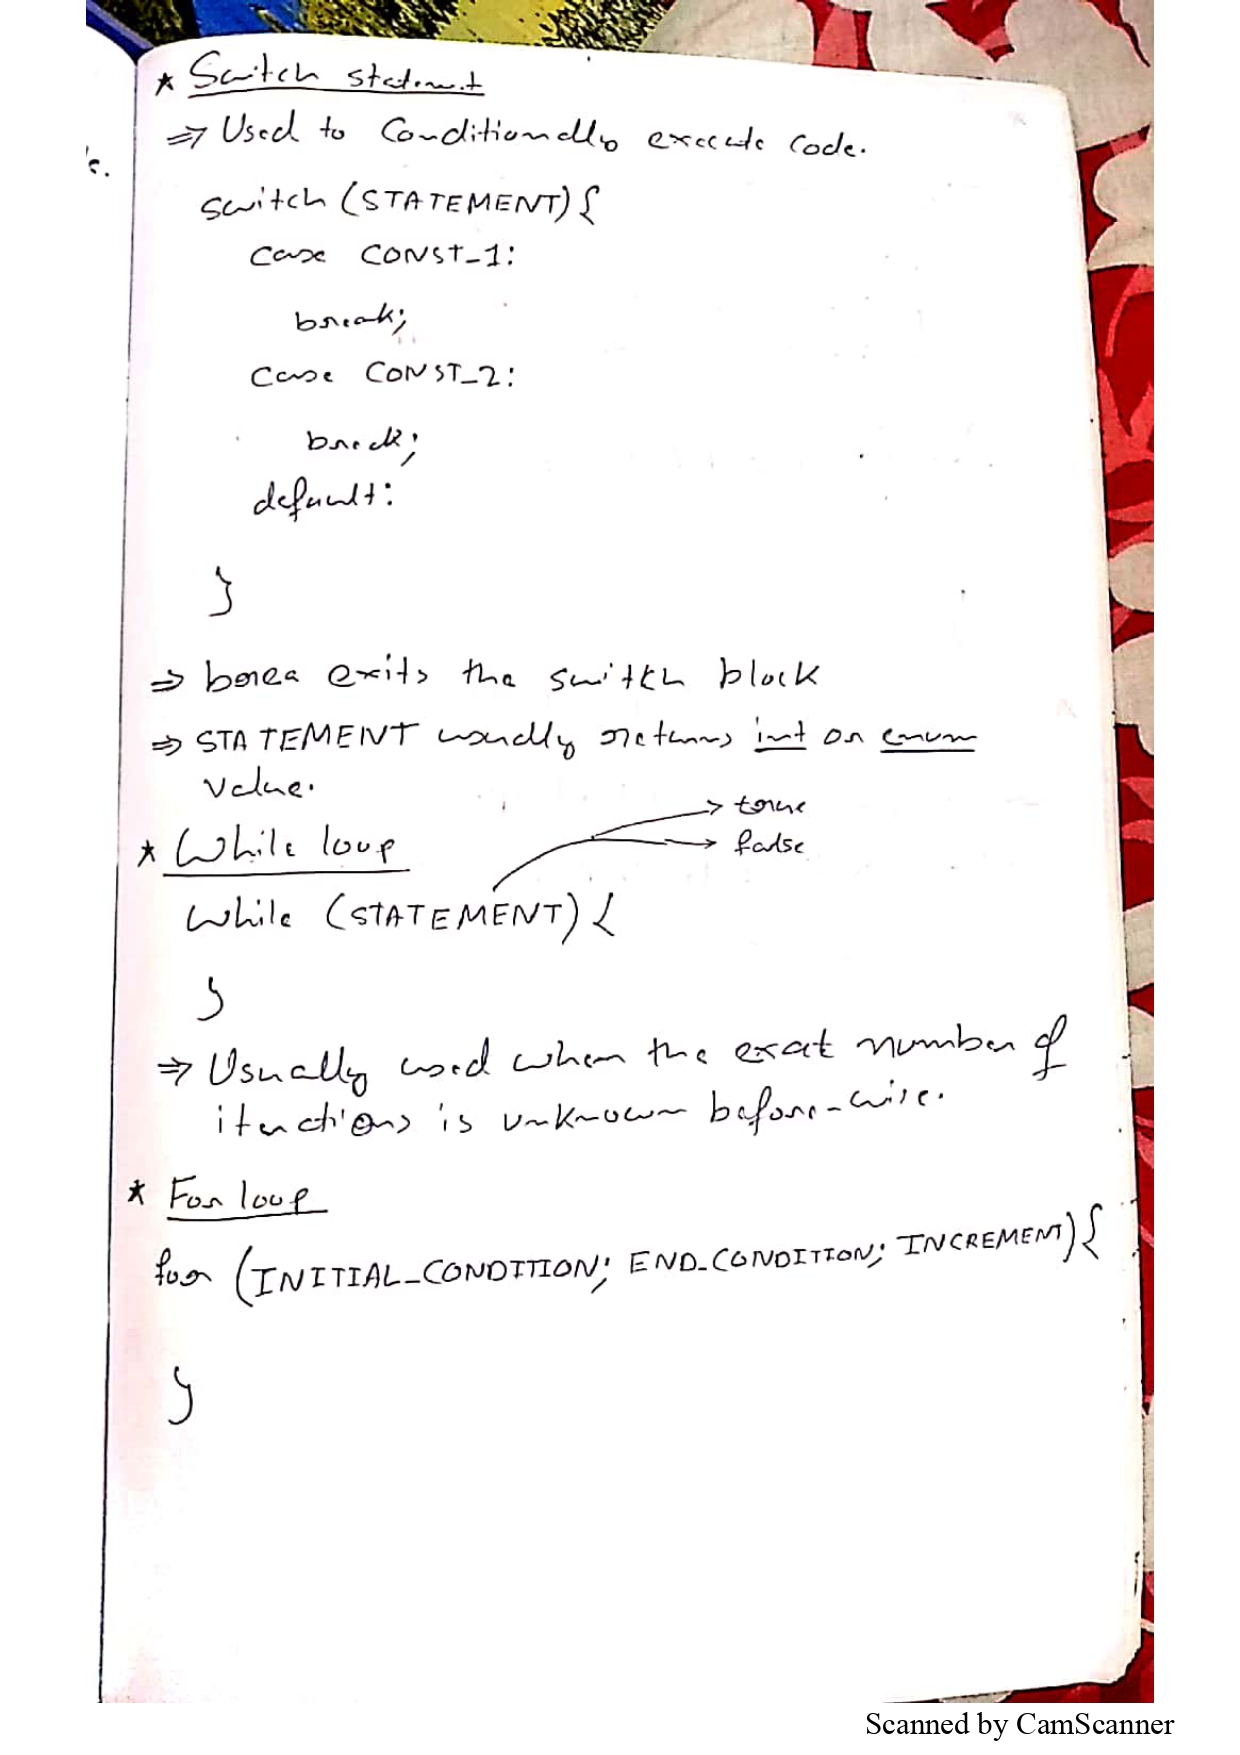 * Switch statement
⇒ Used to Conditionally execute code.
switch (STATEMENT) {
case CONST_1:
break;
case CONST_2:
break;
default:
}
⇒ break exits the switch block
⇒ STATEMENT usually returns int or enum
value.
→ true
* While loop
→ false
while (STATEMENT) {
}
⇒ Usually used when the exact number of
iterations is unknown before-wise.
* For loop
for (INITIAL_CONDITION; END_CONDITION; INCREMENT) {
}
Scanned by CamScanner